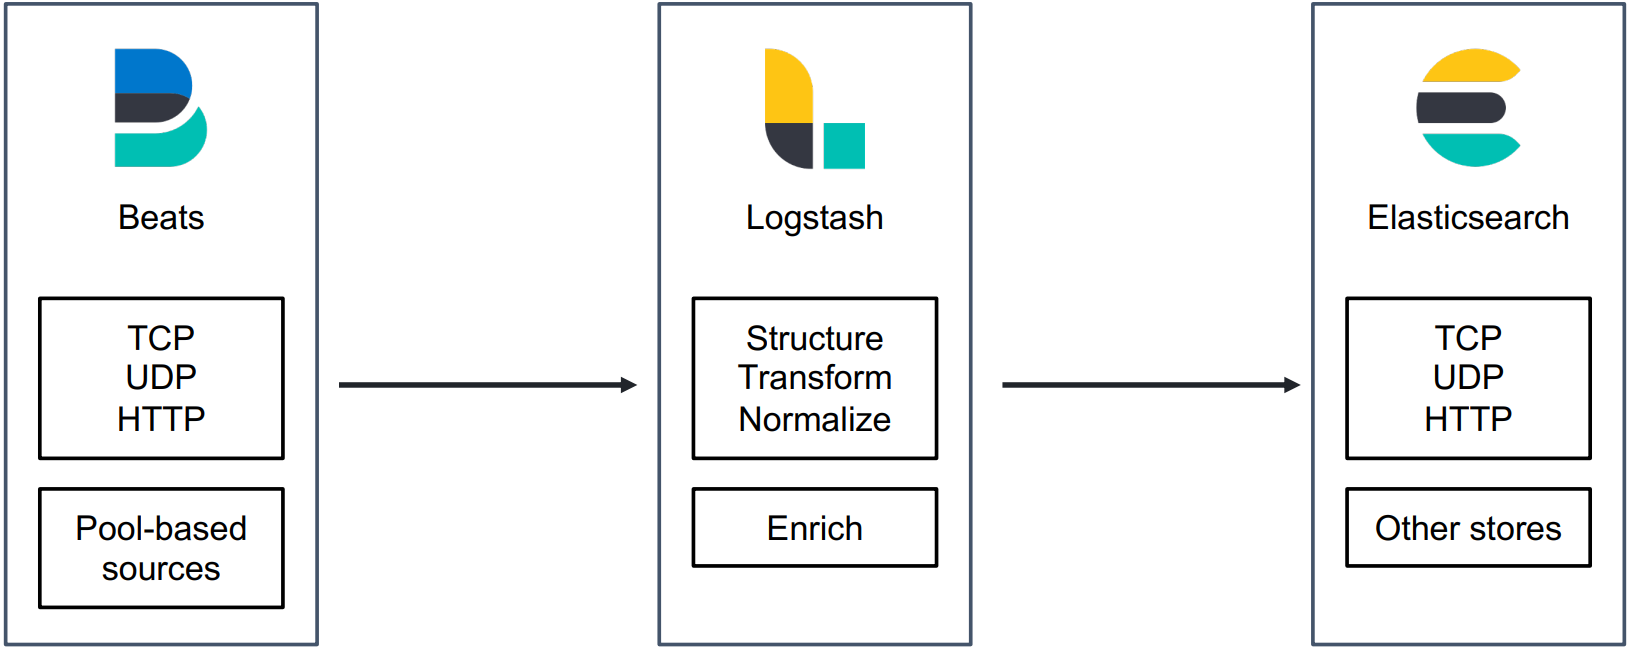 Beats
TCP
UDP
HTTP
Pool-based
sources
Logstash
Structure
Transform
Normalize
Enrich
Elasticsearch
TCP
UDP
HTTP
Other stores